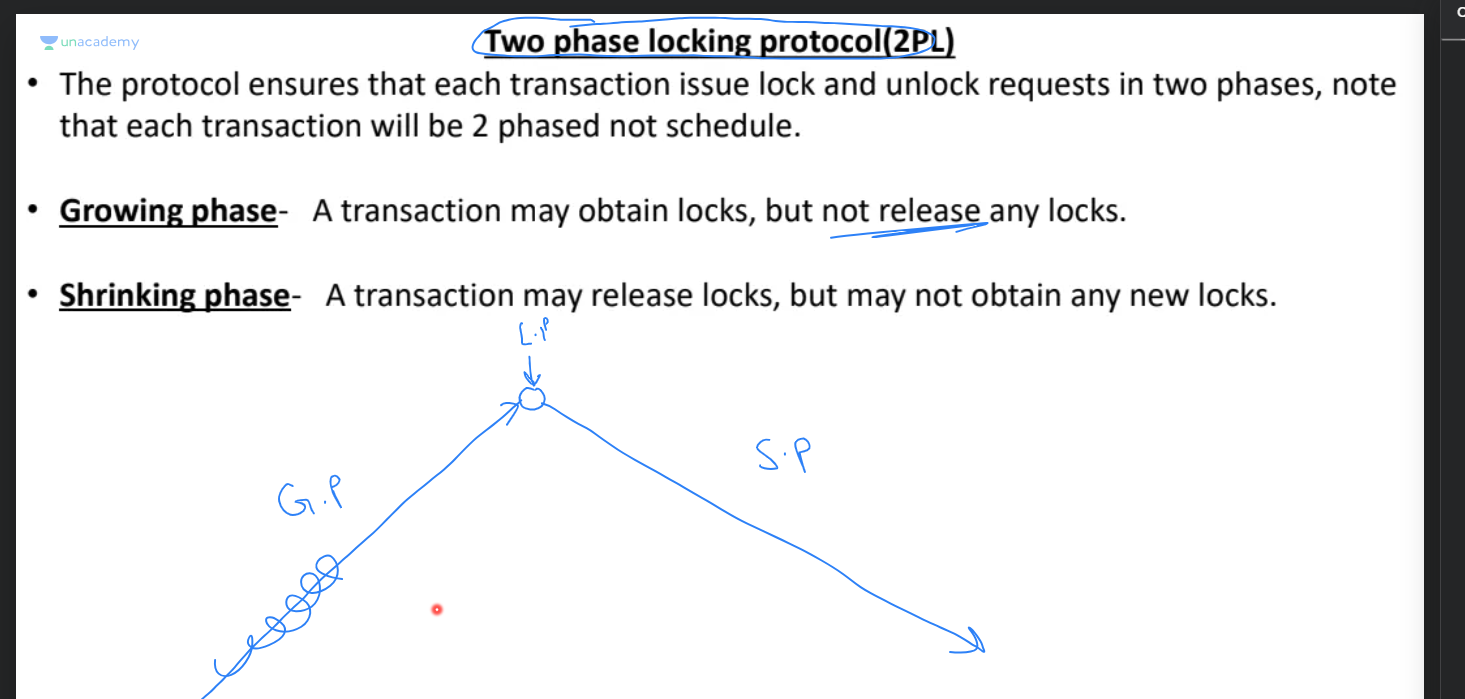 unacademy
Two phase locking protocol(2PL)
• The protocol ensures that each transaction issue lock and unlock requests in two phases, note
that each transaction will be 2 phased not schedule.
• Growing phase- A transaction may obtain locks, but not release any locks.
• Shrinking phase- A transaction may release locks, but may not obtain any new locks.
L.P
S.P
G.P